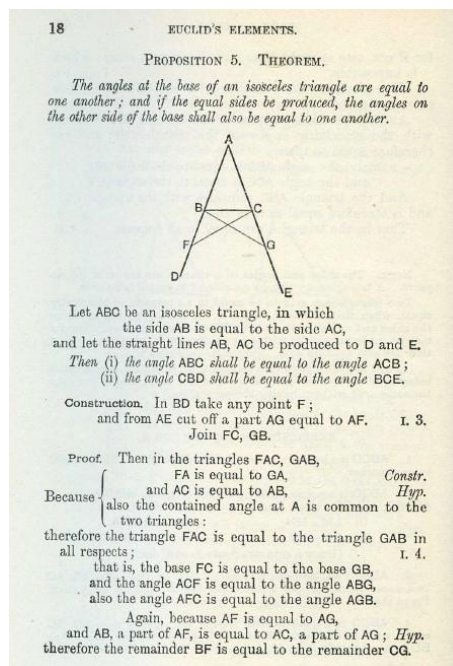 18
EUCLID'S ELEMENTS.
PROPOSITION 5. THEOREM.
The angles at the base of an isosceles triangle are equal to
one another; and if the equal sides be produced, the angles on
the other side of the base shall also be equal to one another.
A
B
C
F
G
D
E
Let ABC be an isosceles triangle, in which
the side AB is equal to the side AC,
and let the straight lines AB, AC be produced to D and E.
Then (i) the angle ABC shall be equal to the angle ACB;
(ii) the angle CBD shall be equal to the angle BCE.
Construction. In BD take any point F;
and from AE cut off a part AG equal to AF. I. 3.
Join FC, GB.
Proof. Then in the triangles FAC, GAB,
FA is equal to GA, Constr.
Because and AC is equal to AB, Hyp.
also the contained angle at A is common to the
two triangles:
therefore the triangle FAC is equal to the triangle GAB in
all respects; I. 4.
that is, the base FC is equal to the base GB,
and the angle ACF is equal to the angle ABG,
also the angle AFC is equal to the angle AGB.
Again, because AF is equal to AG,
and AB, a part of AF, is equal to AC, a part of AG; Hyp.
therefore the remainder BF is equal to the remainder CG.